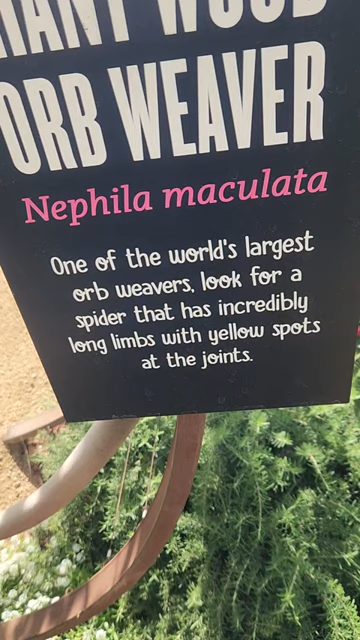 GIANT WOOD
ORB WEAVER
Nephila maculata
One of the world's largest
orb weavers, look for a
spider that has incredibly
long limbs with yellow spots
at the joints.